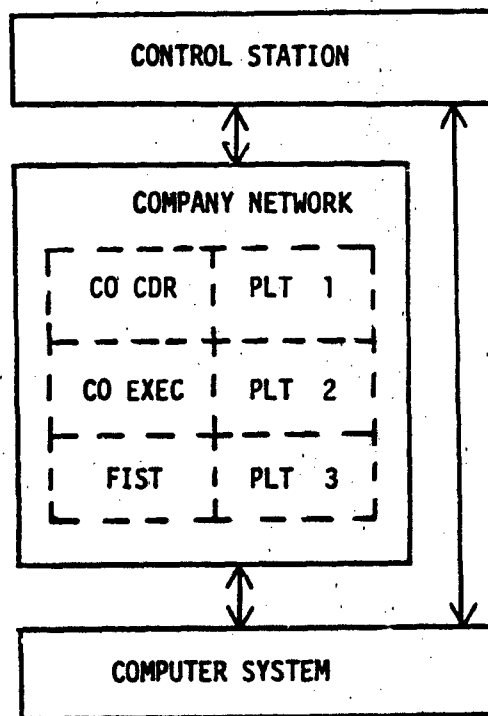 CONTROL STATION
COMPANY NETWORK
CO CDR PLT 1
CO EXEC PLT 2
FIST PLT 3
COMPUTER SYSTEM